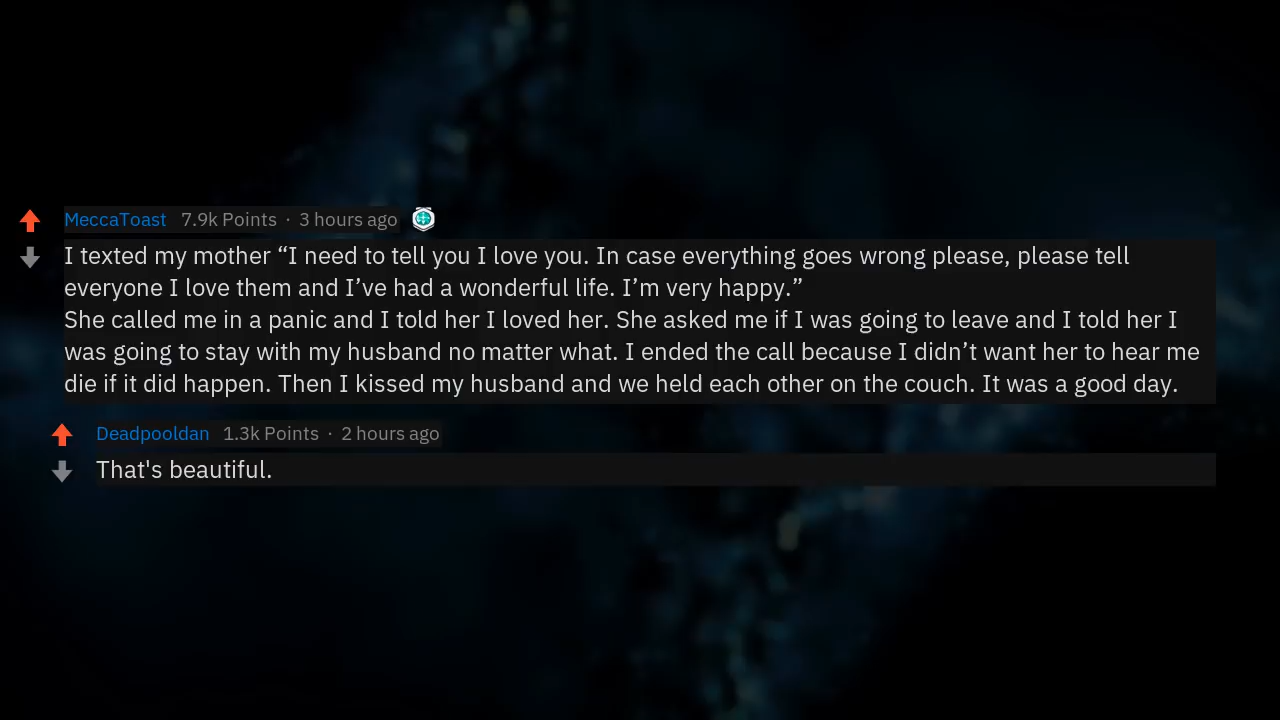 MeccaToast 7.9k Points · 3 hours ago
I texted my mother “I need to tell you I love you. In case everything goes wrong please, please tell
everyone I love them and I’ve had a wonderful life. I’m very happy.”
She called me in a panic and I told her I loved her. She asked me if I was going to leave and I told her I
was going to stay with my husband no matter what. I ended the call because I didn’t want her to hear me
die if it did happen. Then I kissed my husband and we held each other on the couch. It was a good day.
Deadpooldan 1.3k Points · 2 hours ago
That's beautiful.